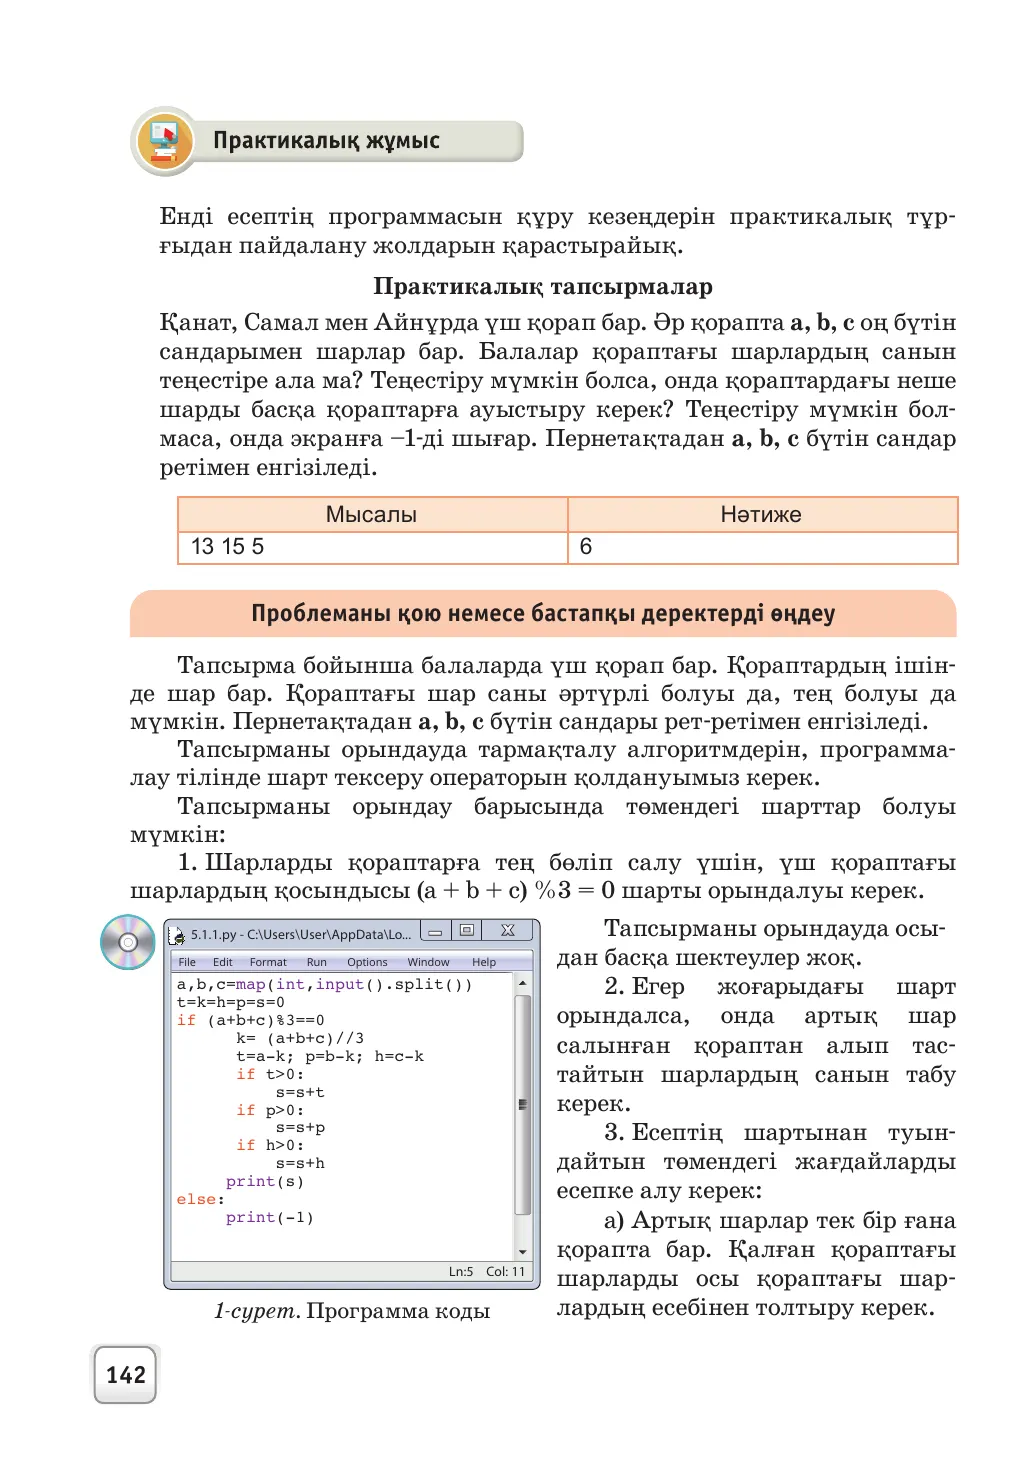 Практикалық жұмыс
Енді есептің программасын құру кезеңдерін практикалық тұр-
ғыдан пайдалану жолдарын қарастырайық.
Практикалық тапсырмалар
Қанат, Самал мен Айнұрда үш қорап бар. Әр қорапта a, b, c оң бүтін
сандарымен шарлар бар. Балалар қораптағы шарлардың санын
теңестіре ала ма? Теңестіру мүмкін болса, онда қораптардағы неше
шарды басқа қораптарға ауыстыру керек? Теңестіру мүмкін бол-
маса, онда экранға –1-ді шығар. Пернетақтадан a, b, c бүтін сандар
ретімен енгізіледі.
Мысалы Нәтиже
13 15 5 6
Проблеманы қою немесе бастапқы деректерді өңдеу
Тапсырма бойынша балаларда үш қорап бар. Қораптардың ішін-
де шар бар. Қораптағы шар саны әртүрлі болуы да, тең болуы да
мүмкін. Пернетақтадан a, b, c бүтін сандары рет-ретімен енгізіледі.
Тапсырманы орындауда тармақталу алгоритмдерін, программа-
лау тілінде шарт тексеру операторын қолдануымыз керек.
Тапсырманы орындау барысында төмендегі шарттар болуы
мүмкін:
1. Шарларды қораптарға тең бөліп салу үшін, үш қораптағы
шарлардың қосындысы (a + b + c) %3 = 0 шарты орындалуы керек.
5.1.1.py - C:\Users\User\AppData\Lo...
File Edit Format Run Options Window Help
a,b,c=map(int,input().split())
t=k=h=p=s=0
if (a+b+c)%3==0
k= (a+b+c)//3
t=a-k; p=b-k; h=c-k
if t>0:
s=s+t
if p>0:
s=s+p
if h>0:
s=s+h
print(s)
else:
print(-1)
Ln:5 Col: 11
1-сурет. Программа коды
Тапсырманы орындауда осы-
дан басқа шектеулер жоқ.
2. Егер жоғарыдағы шарт
орындалса, онда артық шар
салынған қораптан алып тас-
тайтын шарлардың санын табу
керек.
3. Есептің шартынан туын-
дайтын төмендегі жағдайларды
есепке алу керек:
а) Артық шарлар тек бір ғана
қорапта бар. Қалған қораптағы
шарларды осы қораптағы шар-
лардың есебінен толтыру керек.
142